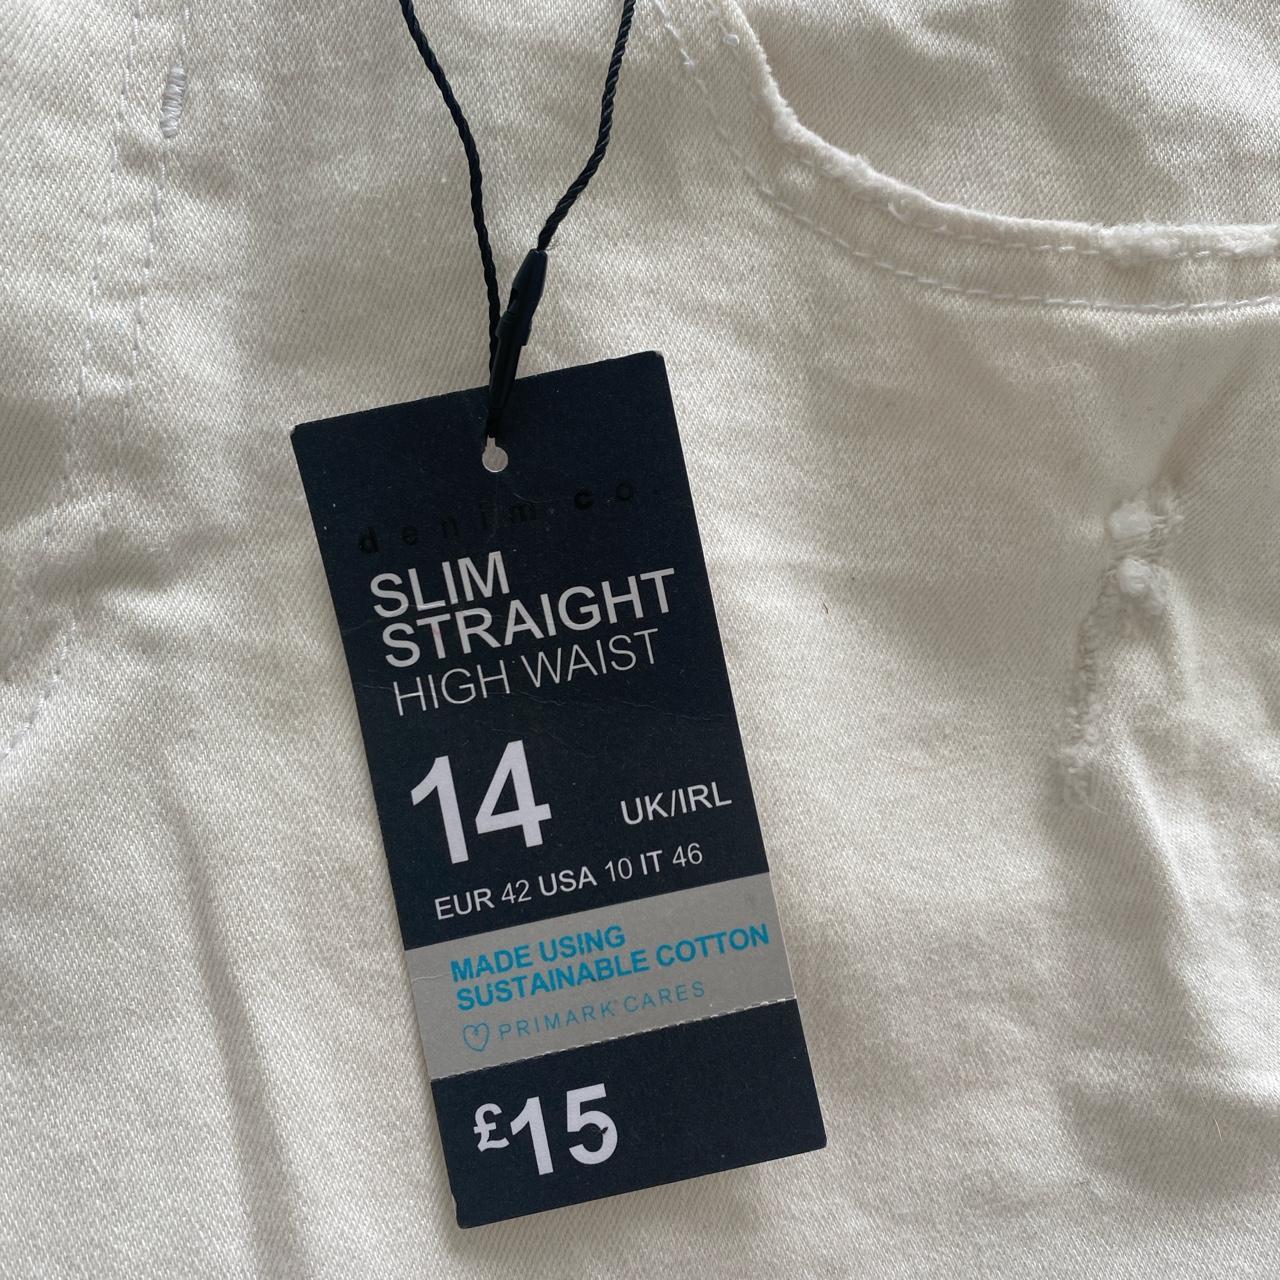 denim co.
SLIM
STRAIGHT
HIGH WAIST
14 UK/IRL
EUR 42 USA 10 IT 46
MADE USING
SUSTAINABLE COTTON
PRIMARK CARES
£15